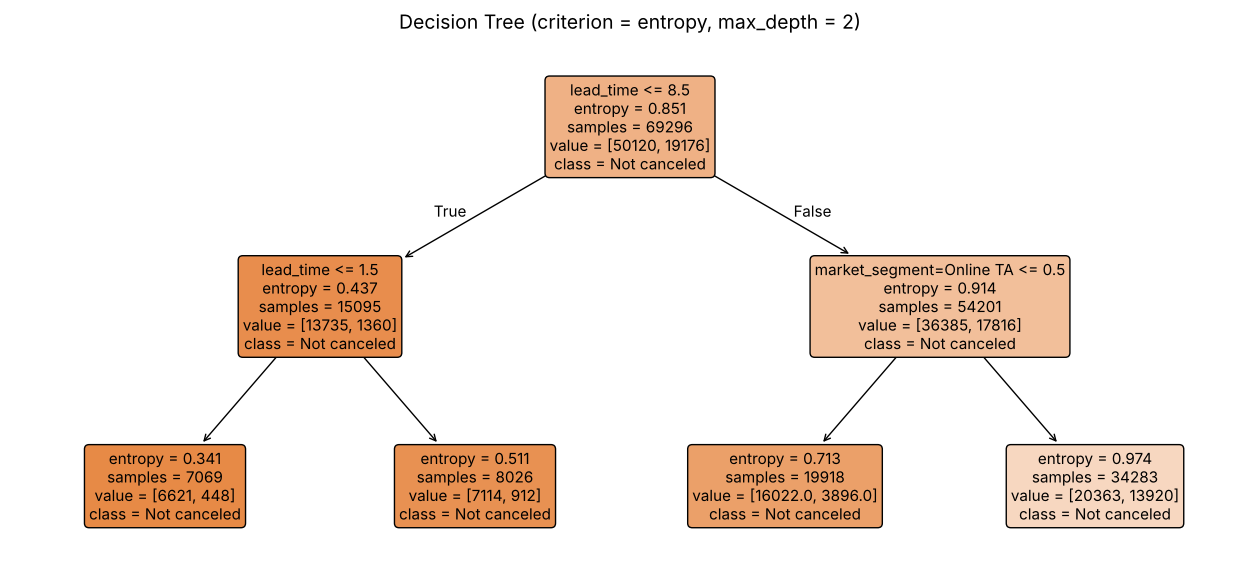 Decision Tree (criterion = entropy, max_depth = 2)
lead_time <= 8.5
entropy = 0.851
samples = 69296
value = [50120, 19176]
class = Not canceled
True
False
lead_time <= 1.5
entropy = 0.437
samples = 15095
value = [13735, 1360]
class = Not canceled
market_segment=Online TA <= 0.5
entropy = 0.914
samples = 54201
value = [36385, 17816]
class = Not canceled
entropy = 0.341
samples = 7069
value = [6621, 448]
class = Not canceled
entropy = 0.511
samples = 8026
value = [7114, 912]
class = Not canceled
entropy = 0.713
samples = 19918
value = [16022.0, 3896.0]
class = Not canceled
entropy = 0.974
samples = 34283
value = [20363, 13920]
class = Not canceled